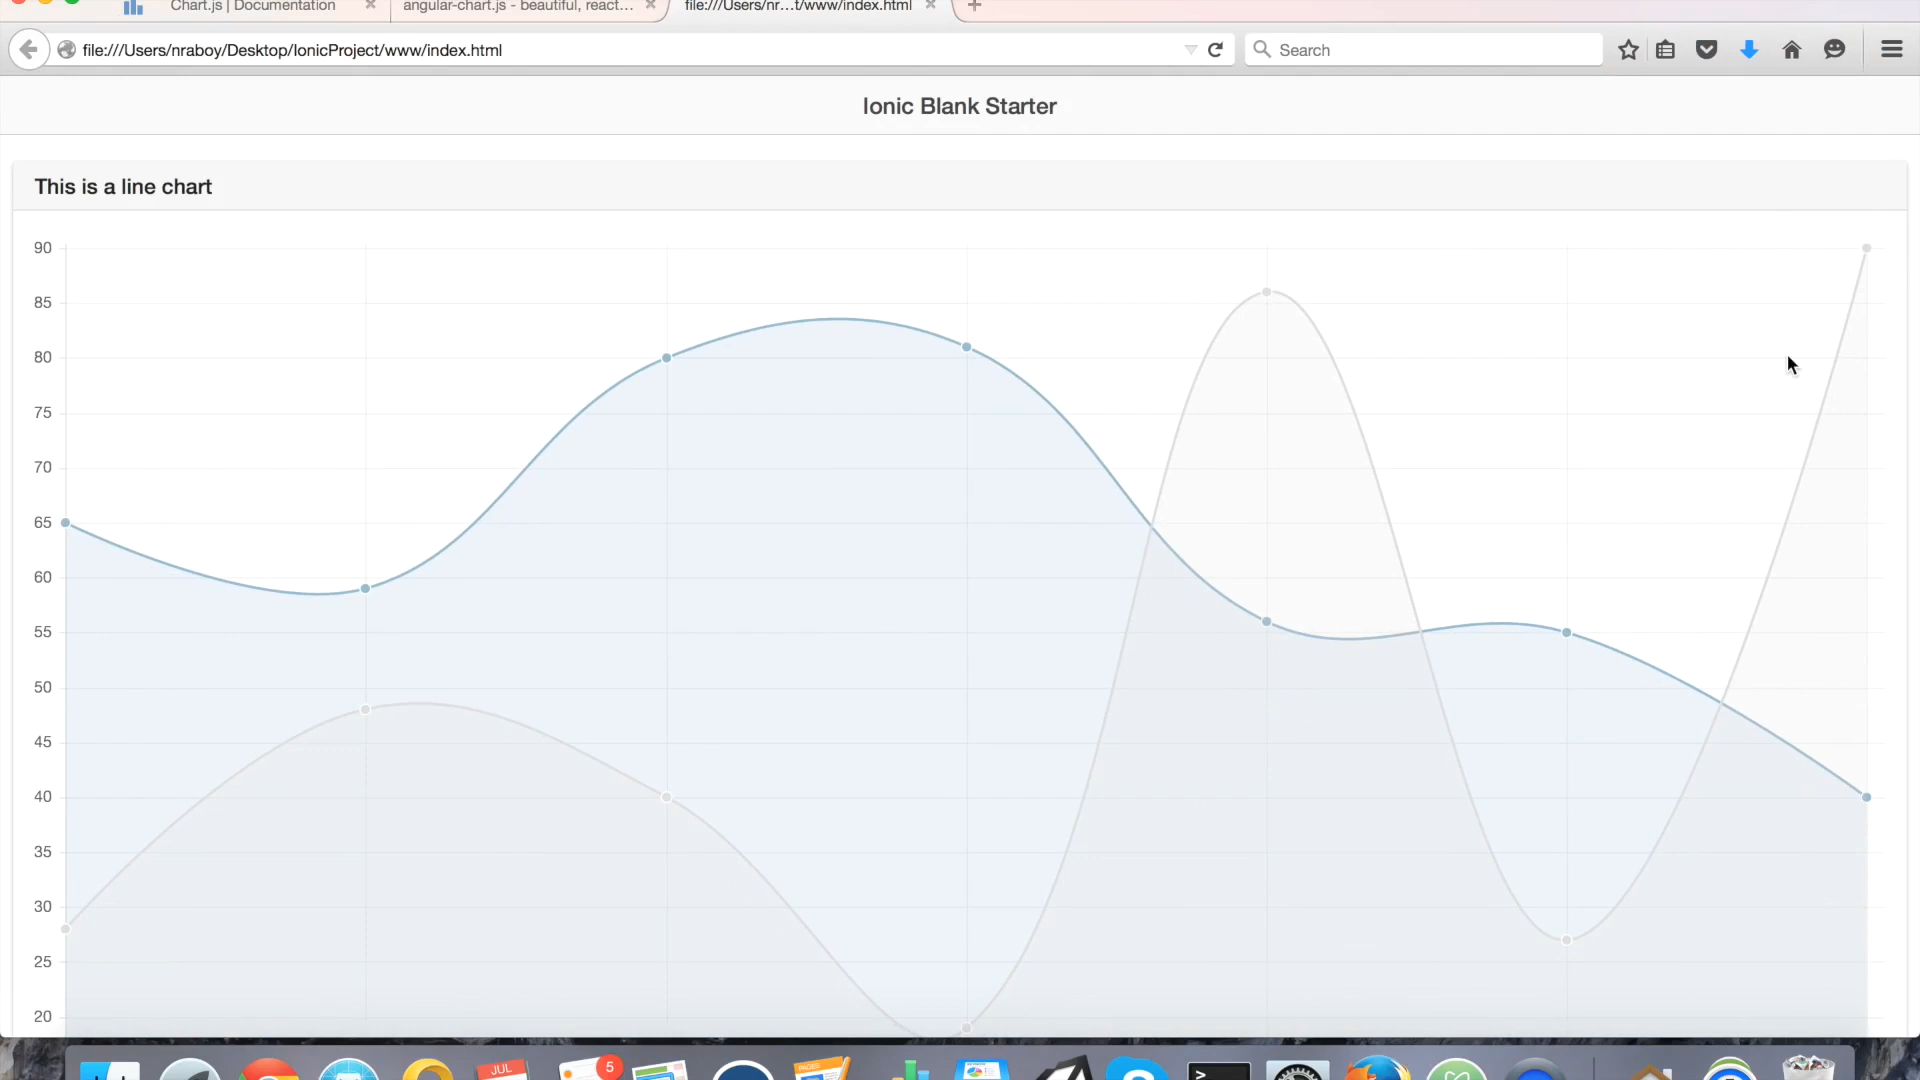 Chart.js | Documentation
angular-chart.js - beautiful, react...
file:///Users/nr...t/www/index.html
file:///Users/nraboy/Desktop/IonicProject/www/index.html
Search
Ionic Blank Starter
This is a line chart
90
85
80
75
70
65
60
55
50
45
40
35
30
25
20
JUL
5
PAGES